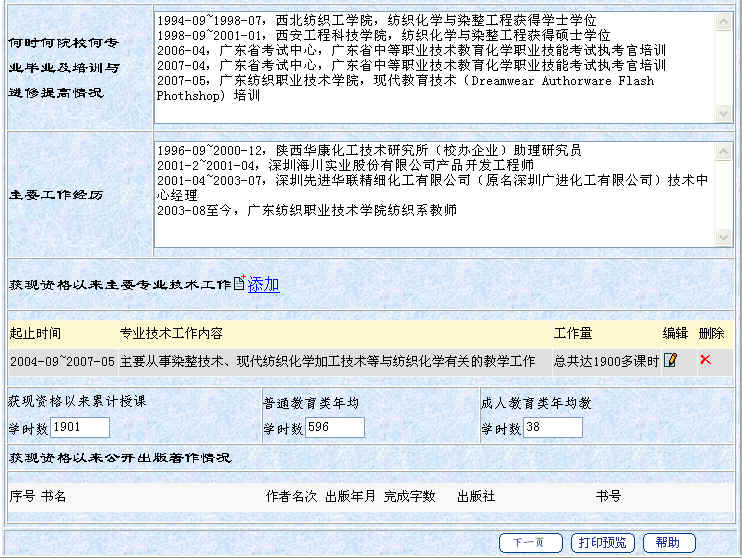 何时何院校何专
业毕业及培训与
进修提高情况
1994-09~1998-07, 西北纺织工学院, 纺织化学与染整工程获得学士学位
1998-09~2001-01, 西安工程科技学院, 纺织化学与染整工程获得硕士学位
2006-04, 广东省考试中心, 广东省中等职业技术教育化学职业技能考试执考官培训
2007-04, 广东省考试中心, 广东省中等职业技术教育化学职业技能考试执考官培训
2007-05, 广东纺织职业技术学院, 现代教育技术 (Dreamwear Authorware Flash
Phothshop) 培训
主要工作经历
1996-09~2000-12, 陕西华康化工技术研究所 (校办企业) 助理研究员
2001-2~2001-04, 深圳海川实业股份有限公司产品开发工程师
2001-04~2003-07, 深圳先进华联精细化工有限公司 (原名深圳广进化工有限公司) 技术中
心经理
2003-08至今, 广东纺织职业技术学院纺织系教师
获现资格以来主要专业技术工作 添加
起止时间 专业技术工作内容 工作量 编辑 删除
2004-09~2007-05 主要从事染整技术、现代纺织化学加工技术等与纺织化学有关的教学工作 总共达1900多课时
获现资格以来累计授课 普通教育类年均 成人教育类年均教
学时数 1901 学时数 596 学时数 38
获现资格以来公开出版著作情况
序号 书名 作者名次 出版年月 完成字数 出版社 书号
下一页 打印预览 帮助